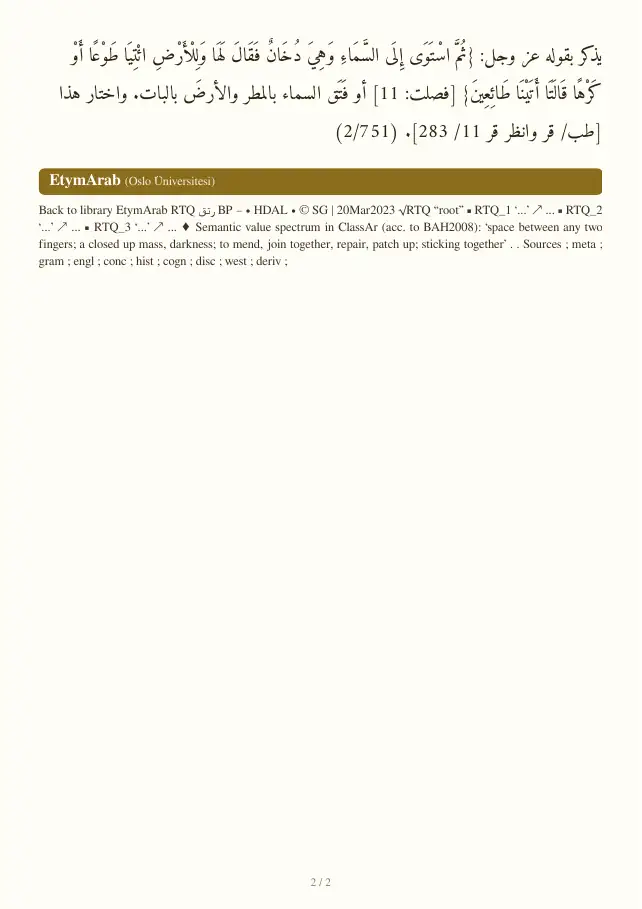 يذكر بقوله عز وجل: {ثُمَّ اسْتَوَى إِلَى السَّمَاءِ وَهِيَ دُخَانٌ فَقَالَ لَهَا وَلِلْأَرْضِ ائْتِيَا طَوْعًا أَوْ
كَرْهًا قَالَتَا أَتَيْنَا طَائِعِينَ} [فصلت: 11] أو فَتَق السماء بالمطر والأرضَ بالبات. واختار هذا
[طب/ قر وانظر قر 11/ 283]. (2/751)
EtymArab (Oslo Üniversitesi)
Back to library EtymArab RTQ رتق BP – • HDAL • © SG | 20Mar2023 √RTQ “root” ▪ RTQ_1 ‘...’ ↗ ... ▪ RTQ_2
‘...’ ↗ ... ▪ RTQ_3 ‘...’ ↗ ... ♦ Semantic value spectrum in ClassAr (acc. to BAH2008): ‘space between any two
fingers; a closed up mass, darkness; to mend, join together, repair, patch up; sticking together’ . . Sources ; meta ;
gram ; engl ; conc ; hist ; cogn ; disc ; west ; deriv ;
2 / 2